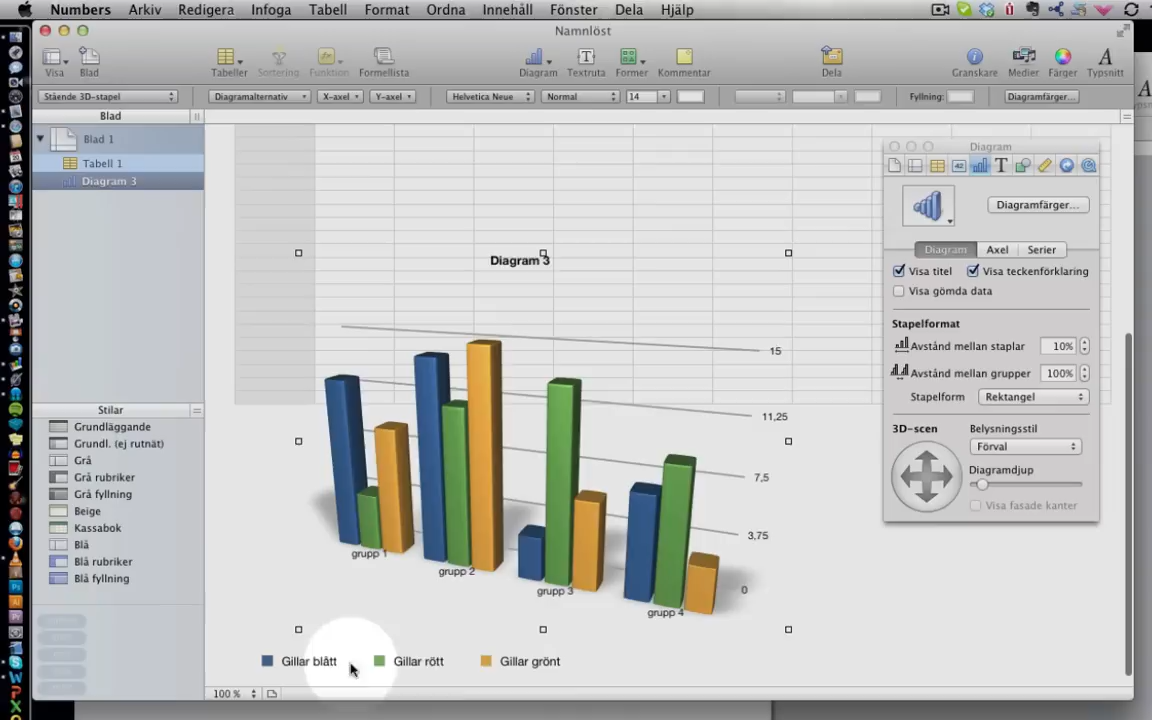 Numbers Arkiv Redigera Infoga Tabell Format Ordna Innehåll Fönster Dela Hjälp
Namnlöst
Visa Blad Tabeller Sortering Funktion Formellista Diagram Textruta Former Kommentar Dela Granskare Medier Färger Typsnitt
Stående 3D-stapel Diagramalternativ X-axel Y-axel Helvetica Neue Normal 14 Fyllning: Diagramfärger...
Blad
Blad 1
Tabell 1
Diagram 3
Stilar
Grundläggande
Grundl. (ej rutnät)
Grå
Grå rubriker
Grå fyllning
Beige
Kassabok
Blå
Blå rubriker
Blå fyllning
Diagram 3
15
11,25
7,5
3,75
0
grupp 1
grupp 2
grupp 3
grupp 4
Gillar blått Gillar rött Gillar grönt
100 %
Diagram
Diagramfärger...
Diagram Axel Serier
Visa titel Visa teckenförklaring
Visa gömda data
Stapelformat
Avstånd mellan staplar 10%
Avstånd mellan grupper 100%
Stapelform Rektangel
3D-scen Belysningsstil
Förval
Diagramdjup
Visa fasade kanter